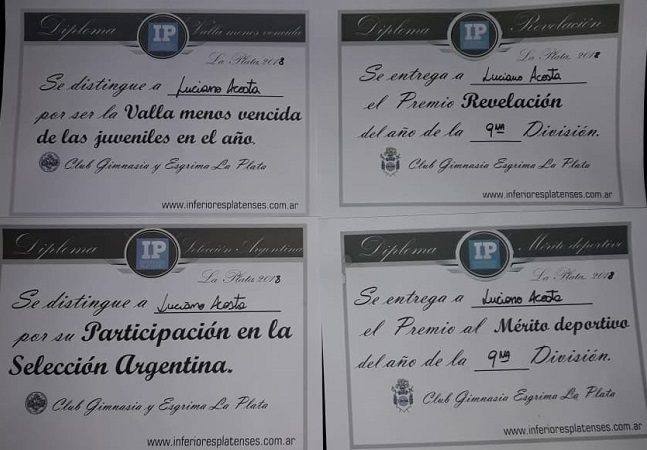 Diploma IP Valla menos vencida
La Plata, 2018
Se distingue a Luciano Acosta
por ser la Valla menos vencida
de las juveniles en el año.
Club Gimnasia y Esgrima La Plata
www.inferioresplatenses.com.ar
Diploma IP Revelación
La Plata, 2018
Se entrega a Luciano Acosta
el Premio Revelación
del año de la 9na División.
Club Gimnasia Esgrima La Plata
www.inferioresplatenses.com.ar
Diploma IP Selección Argentina
La Plata, 2018
Se distingue a Luciano Acosta
por su Participación en la
Selección Argentina.
Club Gimnasia y Esgrima La Plata
www.inferioresplatenses.com.ar
Diploma IP Mérito deportivo
La Plata, 2018
Se entrega a Luciano Acosta
el Premio al Mérito deportivo
del año de la 9na División.
Club Gimnasia Esgrima La Plata
www.inferioresplatenses.com.ar